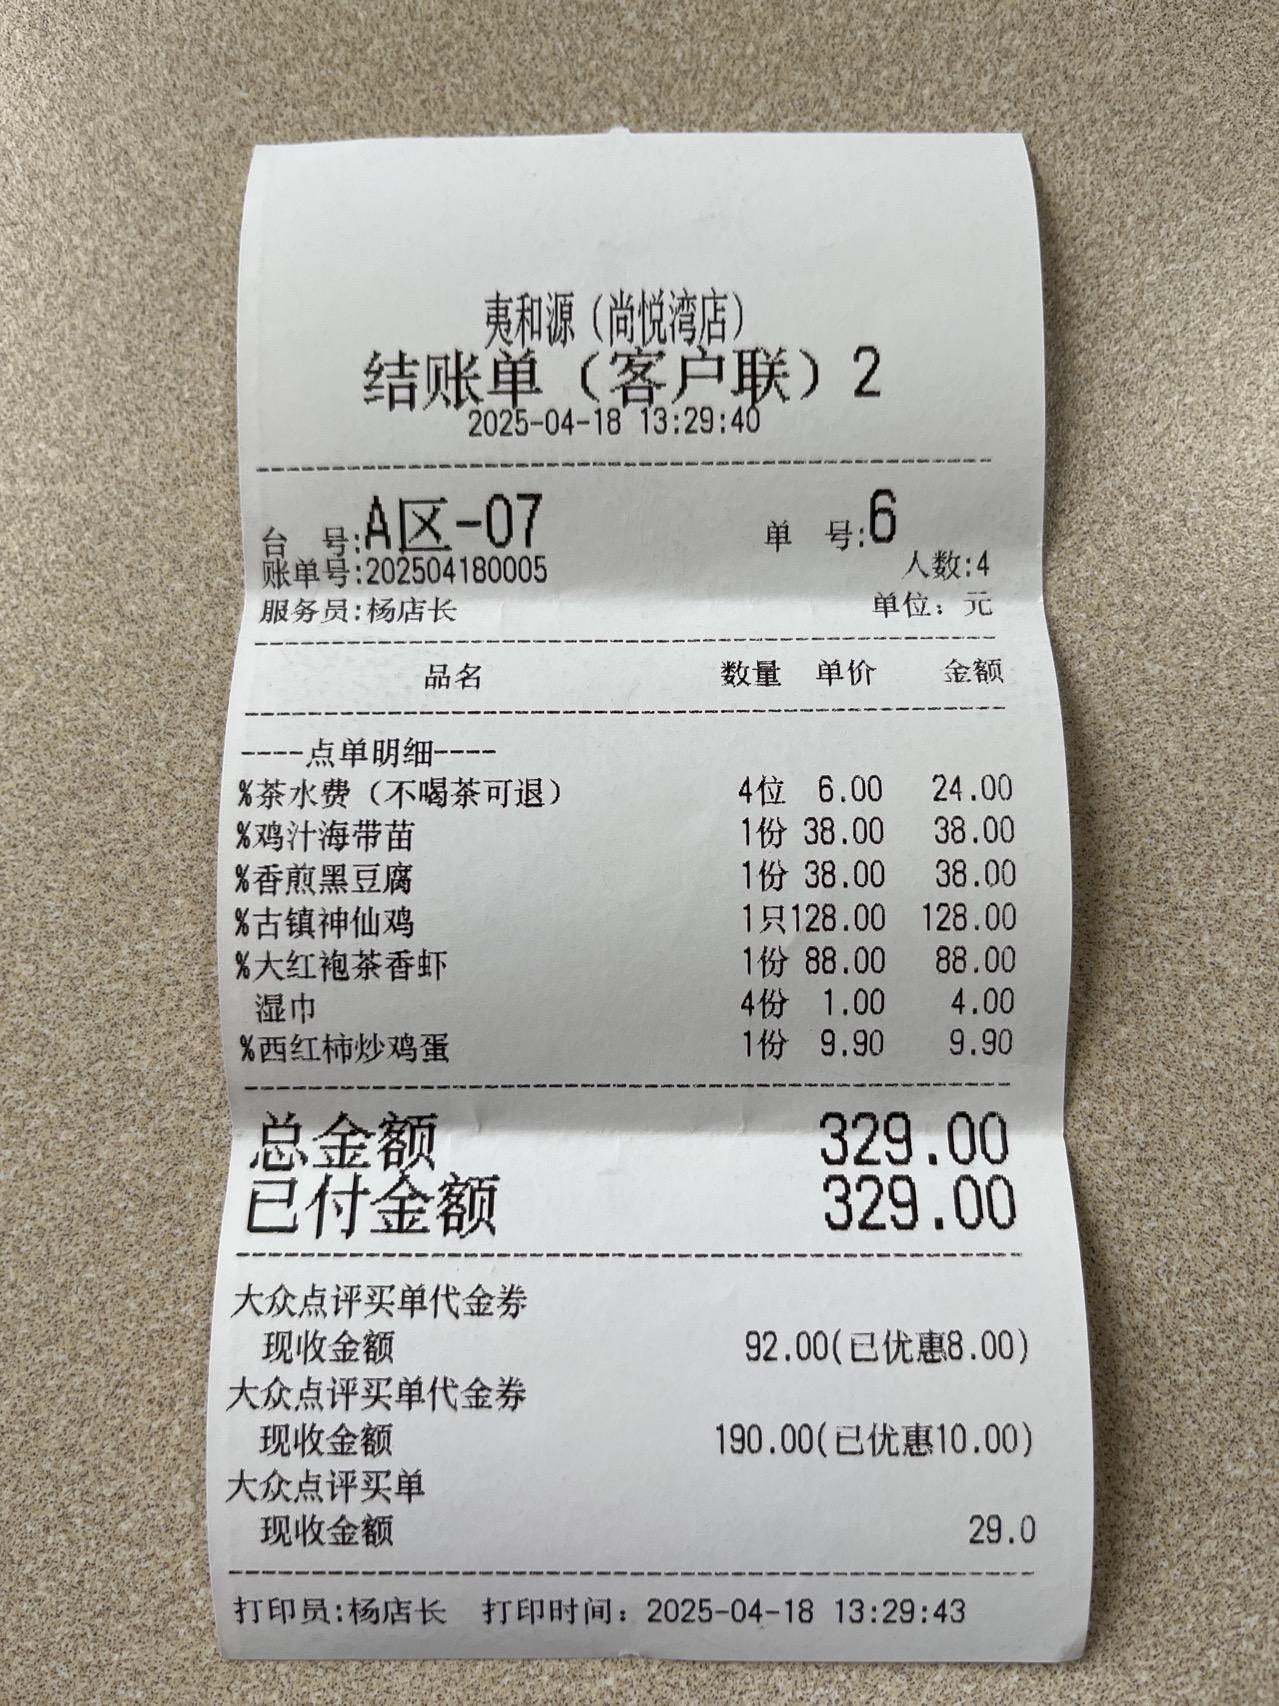 夷和源（尚悦湾店）
结账单（客户联）2
2025-04-18 13:29:40
台 号:A区-07 单 号:6
账单号:202504180005 人数:4
服务员:杨店长 单位：元
品名 数量 单价 金额
----点单明细----
%茶水费（不喝茶可退） 4位 6.00 24.00
%鸡汁海带苗 1份 38.00 38.00
%香煎黑豆腐 1份 38.00 38.00
%古镇神仙鸡 1只128.00 128.00
%大红袍茶香虾 1份 88.00 88.00
湿巾 4份 1.00 4.00
%西红柿炒鸡蛋 1份 9.90 9.90
总金额 329.00
已付金额 329.00
大众点评买单代金券
现收金额 92.00(已优惠8.00)
大众点评买单代金券
现收金额 190.00(已优惠10.00)
大众点评买单
现收金额 29.0
打印员:杨店长 打印时间：2025-04-18 13:29:43